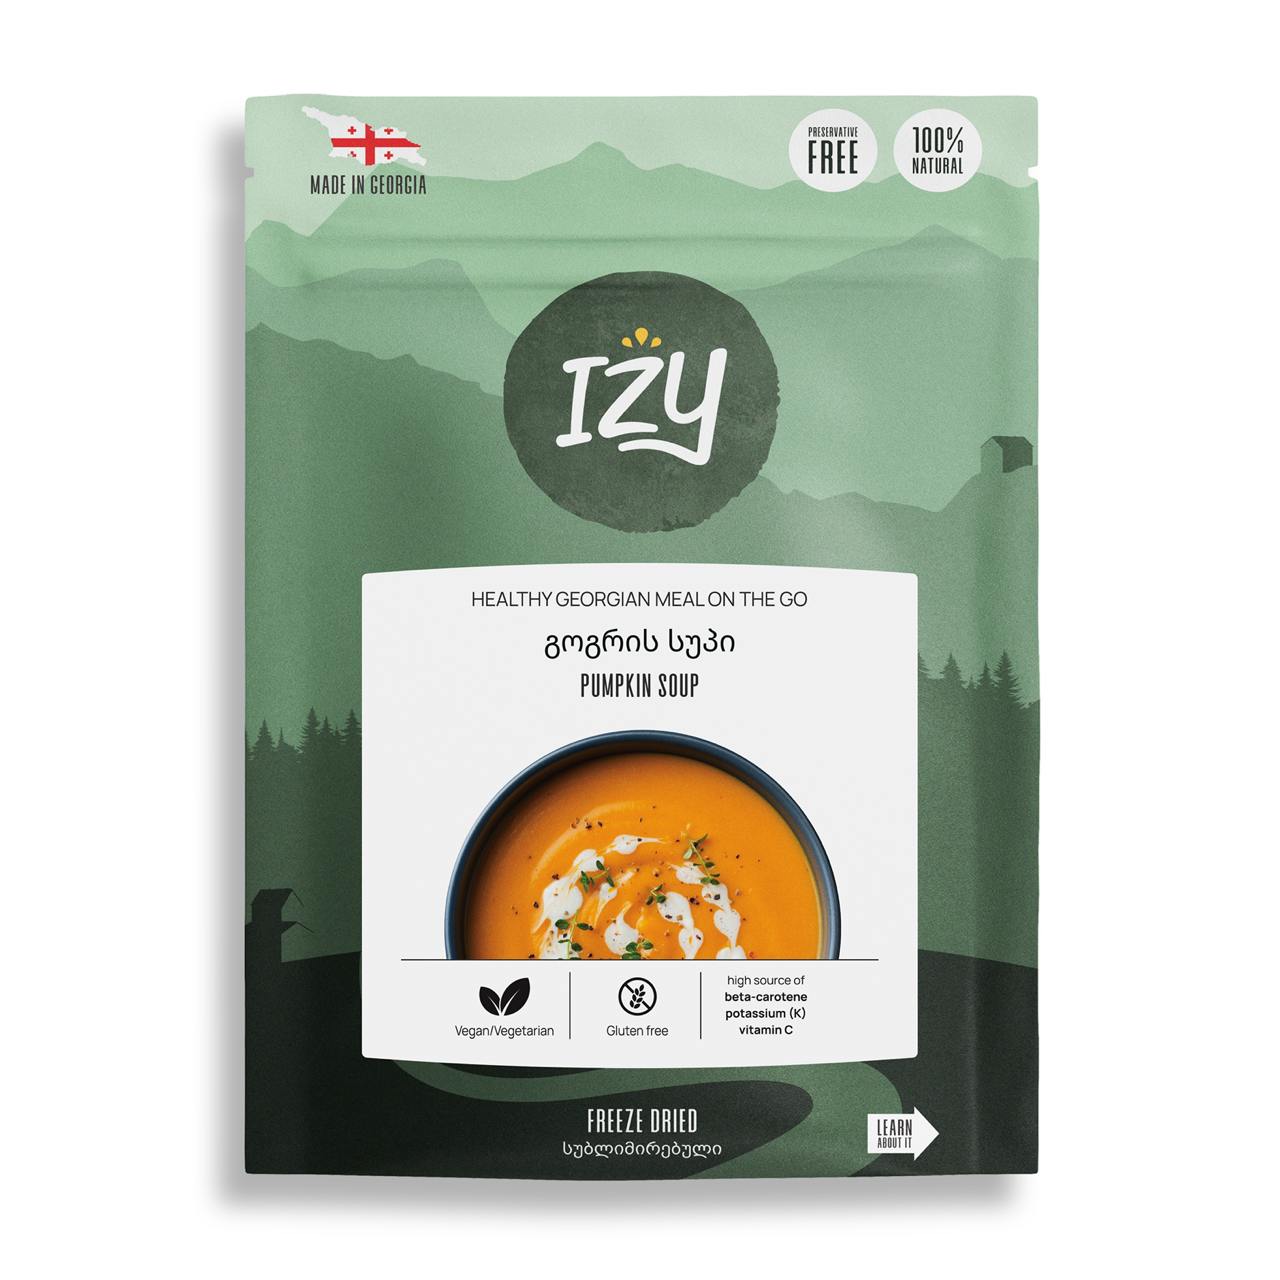 MADE IN GEORGIA
PRESERVATIVE
FREE
100%
NATURAL
IZY
HEALTHY GEORGIAN MEAL ON THE GO
გოგრის სუპი
PUMPKIN SOUP
Vegan/Vegetarian
Gluten free
high source of
beta-carotene
potassium (K)
vitamin C
FREEZE DRIED
სუბლიმირებული
LEARN
ABOUT IT